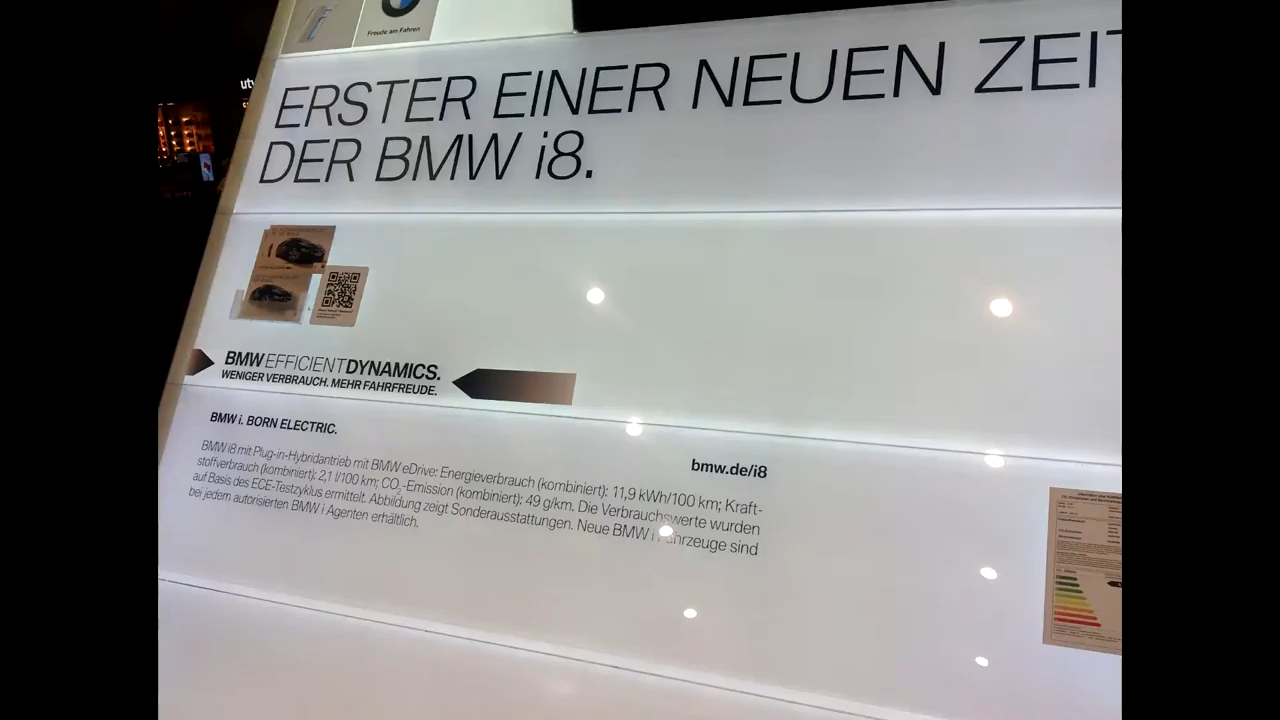 Freude am Fahren
ERSTER EINER NEUEN ZEIT
DER BMW i8.
BMW EFFICIENTDYNAMICS.
WENIGER VERBRAUCH. MEHR FAHRFREUDE.
BMW i. BORN ELECTRIC.
bmw.de/i8
BMW i8 mit Plug-in-Hybridantrieb mit BMW eDrive: Energieverbrauch (kombiniert): 11,9 kWh/100 km; Kraft-
stoffverbrauch (kombiniert): 2,1 l/100 km; CO₂-Emission (kombiniert): 49 g/km. Die Verbrauchswerte wurden
auf Basis des ECE-Testzyklus ermittelt. Abbildung zeigt Sonderausstattungen. Neue BMW i Fahrzeuge sind
bei jedem autorisierten BMW i Agenten erhältlich.